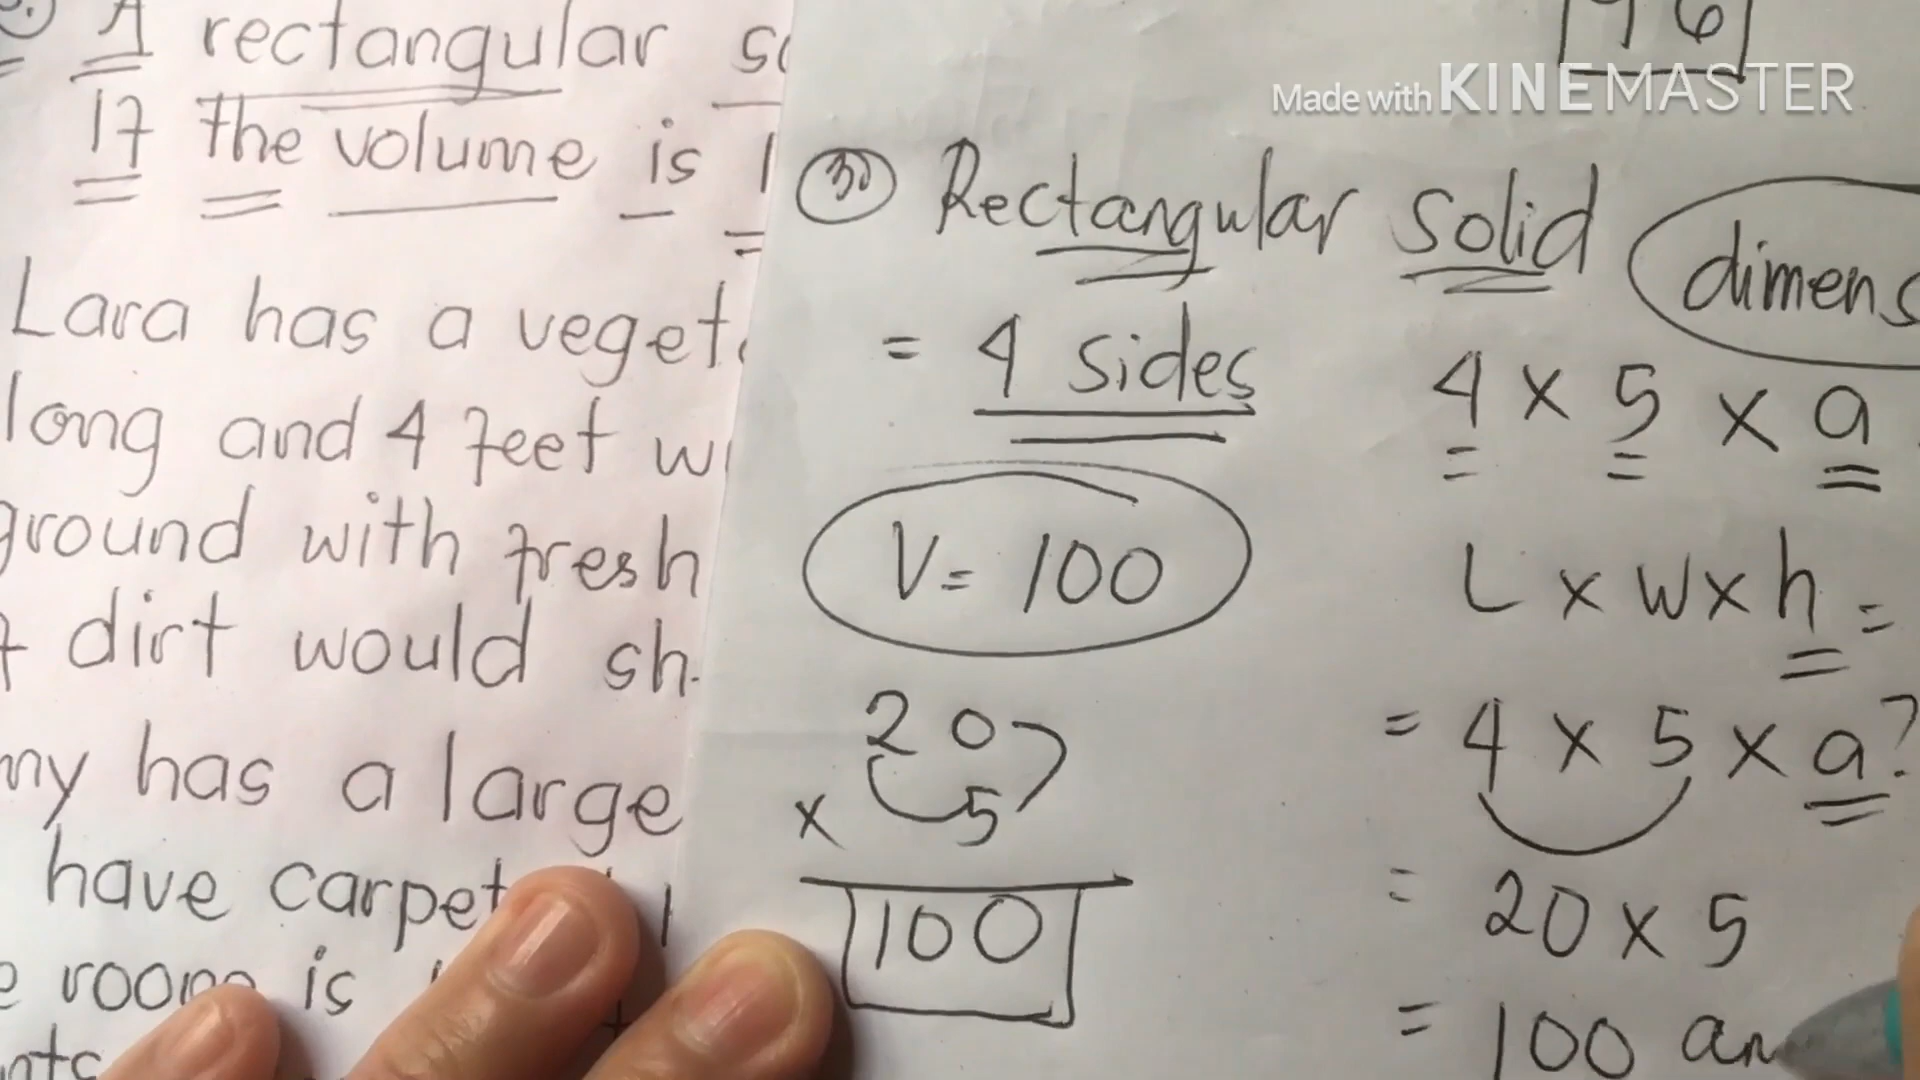 A rectangular so
17 the volume is 1
Lara has a veget
long and 4 feet w
ground with fresh
dirt would sh
my has a large
have carpet
room is
nts
96
Made with KINEMASTER
Rectangular solid
dimens
= 4 sides
4 x 5 x a
V = 100
L x W x h =
20
x 5
100
= 4 x 5 x a?
= 20 x 5
= 100 an